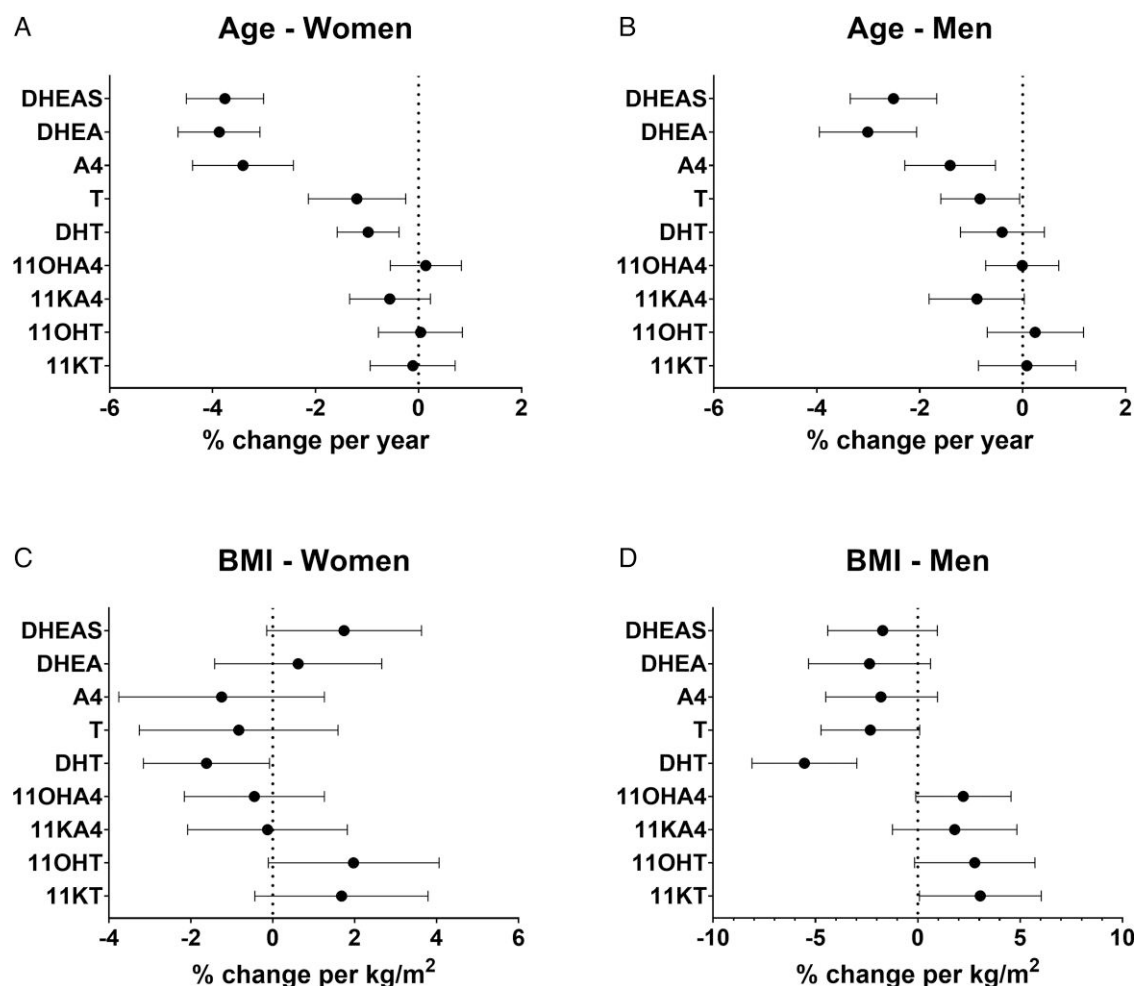 A
Age - Women
DHEAS
DHEA
A4
T
DHT
11OHA4
11KA4
11OHT
11KT
-6 -4 -2 0 2
% change per year
B
Age - Men
DHEAS
DHEA
A4
T
DHT
11OHA4
11KA4
11OHT
11KT
-6 -4 -2 0 2
% change per year
C
BMI - Women
DHEAS
DHEA
A4
T
DHT
11OHA4
11KA4
11OHT
11KT
-4 -2 0 2 4 6
% change per kg/m²
D
BMI - Men
DHEAS
DHEA
A4
T
DHT
11OHA4
11KA4
11OHT
11KT
-10 -5 0 5 10
% change per kg/m²